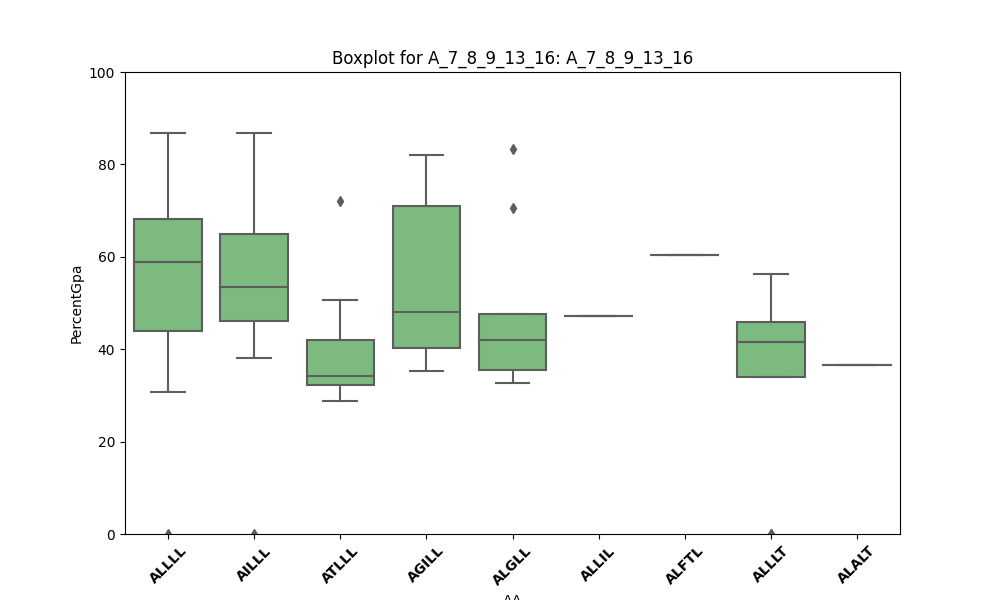 Boxplot for A_7_8_9_13_16: A_7_8_9_13_16
100
80
60
40
20
0
PercentGpa
ALLLL
AILLL
ATLLL
AGILL
ALGLL
ALLIL
ALFTL
ALLLT
ALALT
AA